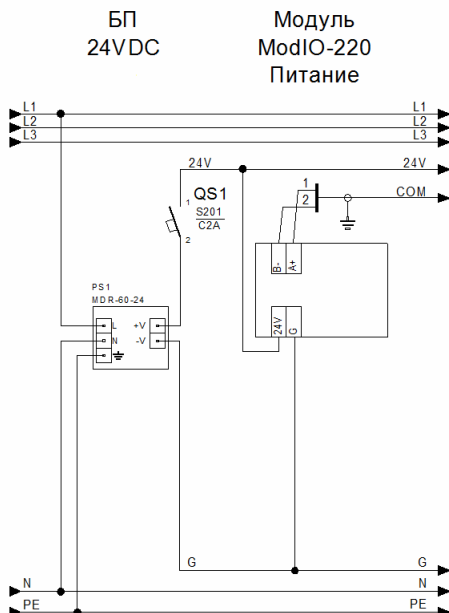 БП
24VDC
Модуль
ModIO-220
Питание
L1
L1
L2
L2
L3
L3
24V
24V
QS1
1
S201
C2A
2
1
2
COM
B-
A+
PS1
MDR-60-24
L
+V
N
-V
24V
G
G
G
N
N
PE
PE